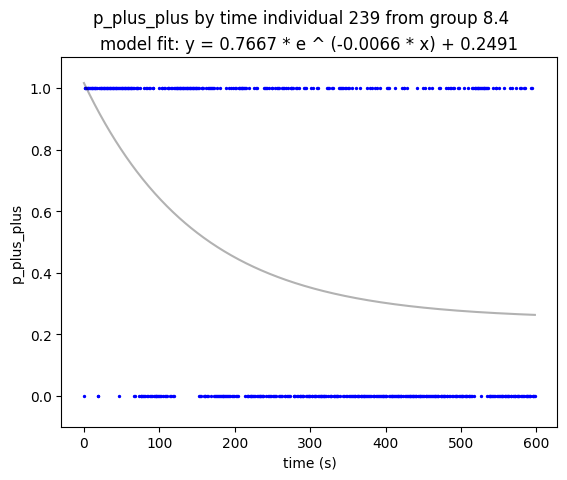 p_plus_plus by time individual 239 from group 8.4
model fit: y = 0.7667 * e ^ (-0.0066 * x) + 0.2491
1.0
0.8
0.6
0.4
0.2
0.0
p_plus_plus
0 100 200 300 400 500 600
time (s)